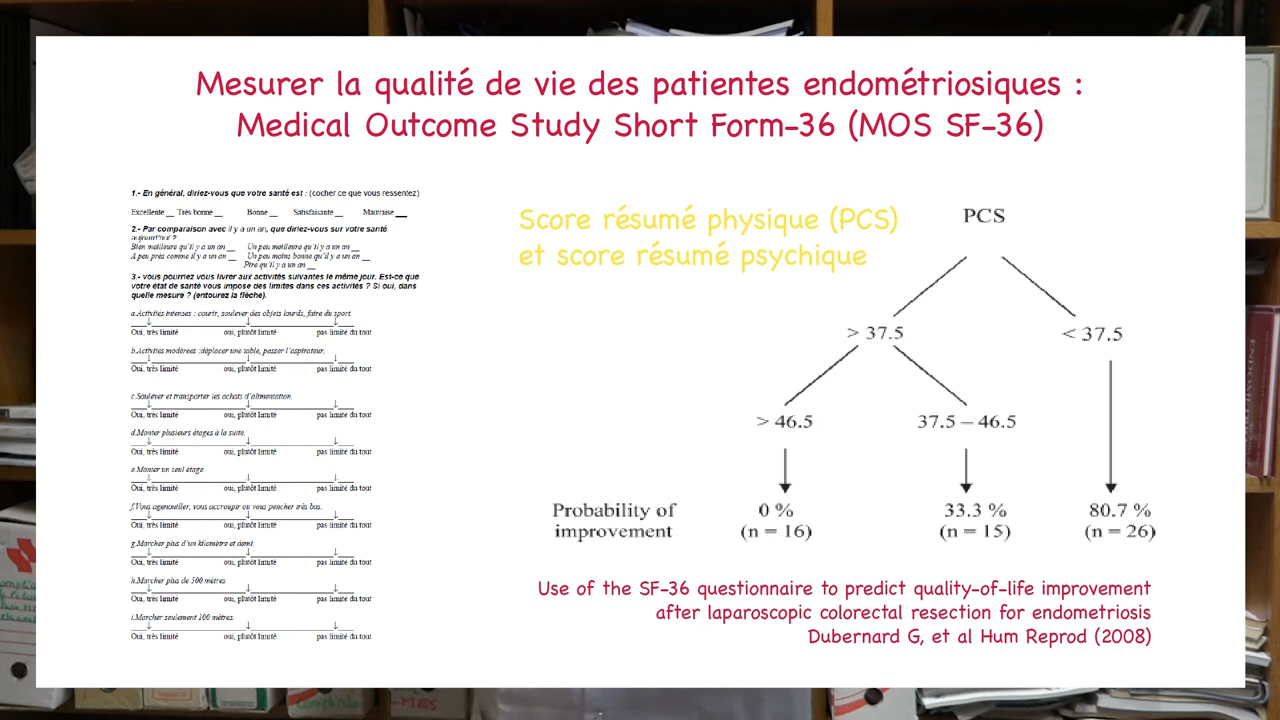 Mesurer la qualité de vie des patientes endométriosiques :
Medical Outcome Study Short Form-36 (MOS SF-36)
1.- En général, diriez-vous que votre santé est : (cocher ce que vous ressentez)
Excellente __ Très bonne __ Bonne __ Satisfaisante __ Mauvaise __
2.- Par comparaison avec il y a un an, que diriez-vous sur votre santé
aujourd'hui ?
Bien meilleure qu'il y a un an __ Un peu meilleure qu'il y a un an __
A peu près comme il y a un an __ Un peu moins bonne qu'il y a un an __
Pire qu'il y a un an __
3.- vous pourriez vous livrer aux activités suivantes le même jour. Est-ce que
votre état de santé vous impose des limites dans ces activités ? Si oui, dans
quelle mesure ? (entourez la flèche).
a.Activités intenses : courir, soulever des objets lourds, faire du sport.
Oui, très limité oui, plutôt limité pas limité du tout
b.Activités modérées :déplacer une table, passer l'aspirateur.
Oui, très limité oui, plutôt limité pas limité du tout
c.Soulever et transporter les achats d'alimentation.
Oui, très limité oui, plutôt limité pas limité du tout
d.Monter plusieurs étages à la suite.
Oui, très limité oui, plutôt limité pas limité du tout
e.Monter un seul étage.
Oui, très limité oui, plutôt limité pas limité du tout
f.Vous agenouiller, vous accroupir ou vous pencher très bas.
Oui, très limité oui, plutôt limité pas limité du tout
g.Marcher plus d'un kilomètre et demi.
Oui, très limité oui, plutôt limité pas limité du tout
h.Marcher plus de 500 mètres
Oui, très limité oui, plutôt limité pas limité du tout
i.Marcher seulement 100 mètres.
Oui, très limité oui, plutôt limité pas limité du tout
Score résumé physique (PCS)
et score résumé psychique
PCS
> 37.5 < 37.5
> 46.5 37.5 – 46.5
Probability of 0 % 33.3 % 80.7 %
improvement (n = 16) (n = 15) (n = 26)
Use of the SF-36 questionnaire to predict quality-of-life improvement
after laparoscopic colorectal resection for endometriosis
Dubernard G, et al Hum Reprod (2008)